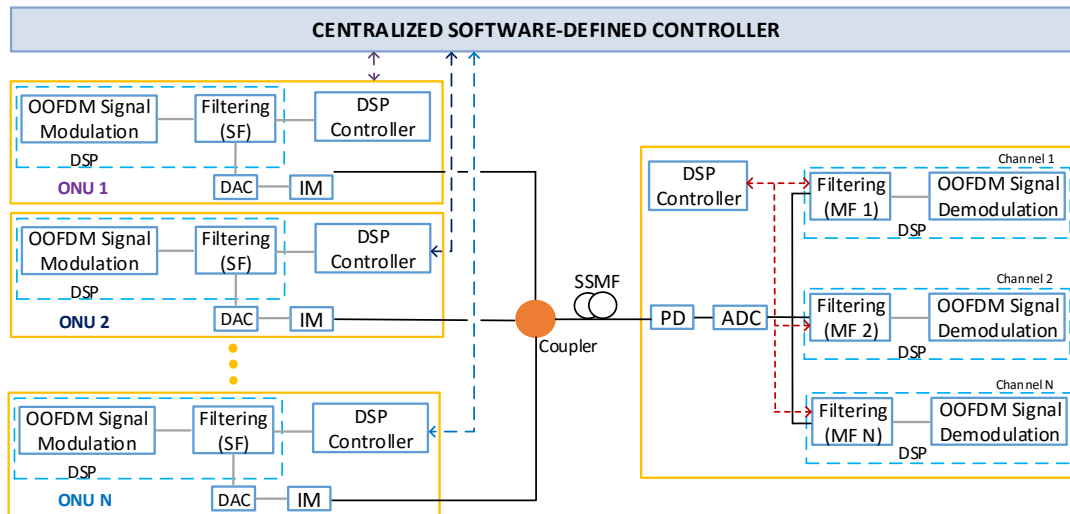 CENTRALIZED SOFTWARE-DEFINED CONTROLLER
OOFDM Signal
Modulation
Filtering
(SF)
DSP
Controller
DSP
ONU 1
DAC
IM
OOFDM Signal
Modulation
Filtering
(SF)
DSP
Controller
DSP
ONU 2
DAC
IM
OOFDM Signal
Modulation
Filtering
(SF)
DSP
Controller
DSP
ONU N
DAC
IM
Coupler
SSMF
PD
ADC
DSP
Controller
Channel 1
Filtering
(MF 1)
OOFDM Signal
Demodulation
DSP
Channel 2
Filtering
(MF 2)
OOFDM Signal
Demodulation
DSP
Channel N
Filtering
(MF N)
OOFDM Signal
Demodulation
DSP